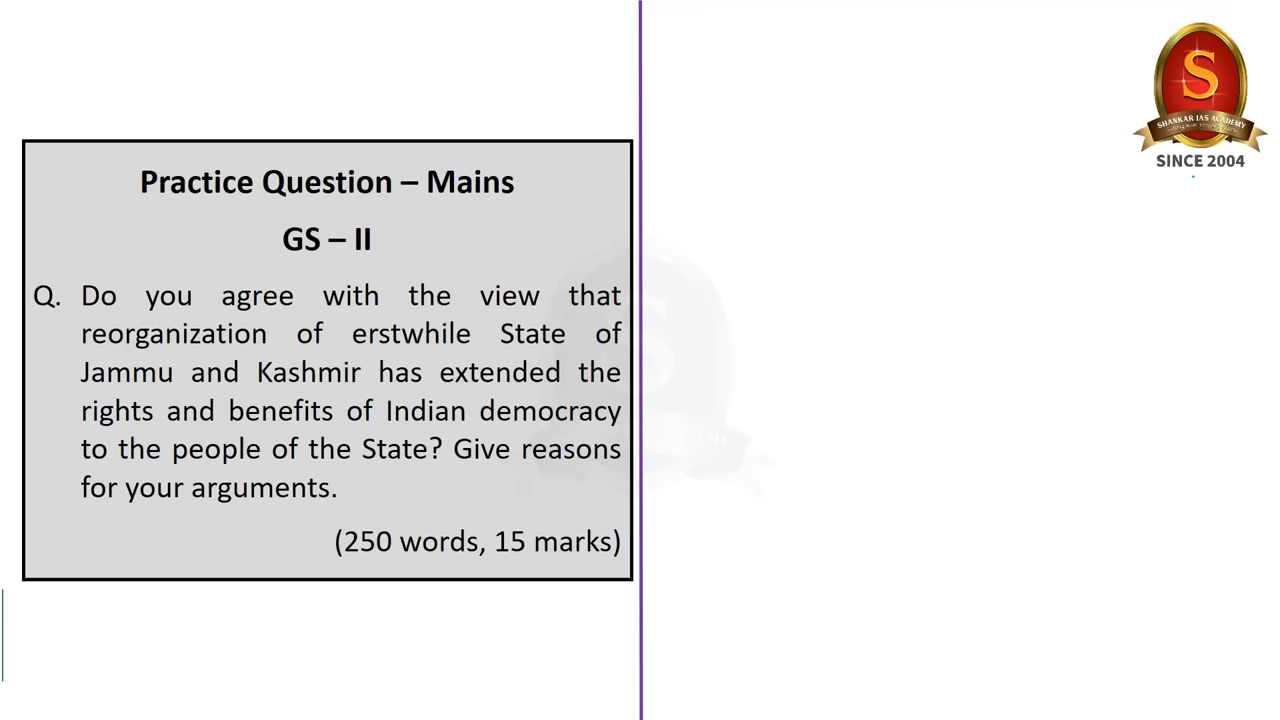 Practice Question – Mains
GS – II
Q. Do you agree with the view that
reorganization of erstwhile State of
Jammu and Kashmir has extended the
rights and benefits of Indian democracy
to the people of the State? Give reasons
for your arguments.
(250 words, 15 marks)
S
SHANKAR IAS ACADEMY
SINCE 2004